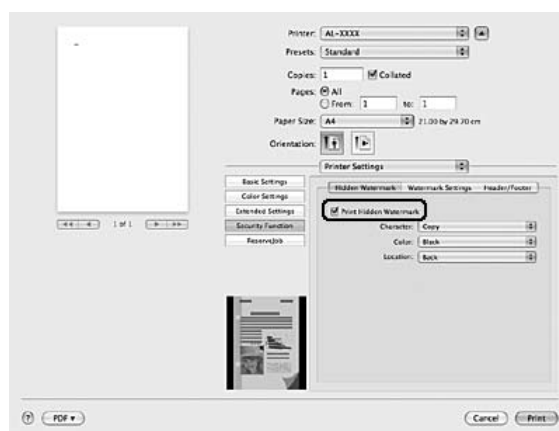 Printer: AL-XXXX
Presets: Standard
Copies: 1 Collated
Pages: All
From: 1 to: 1
Paper Size: A4 21.00 by 29.70 cm
Orientation:
Printer Settings
Basic Settings
Color Settings
Extended Settings
Security Function
ReserveJob
Hidden Watermark Watermark Settings Header/Footer
Print Hidden Watermark
Character: Copy
Color: Black
Location: Back
1 of 1
? PDF Cancel Print